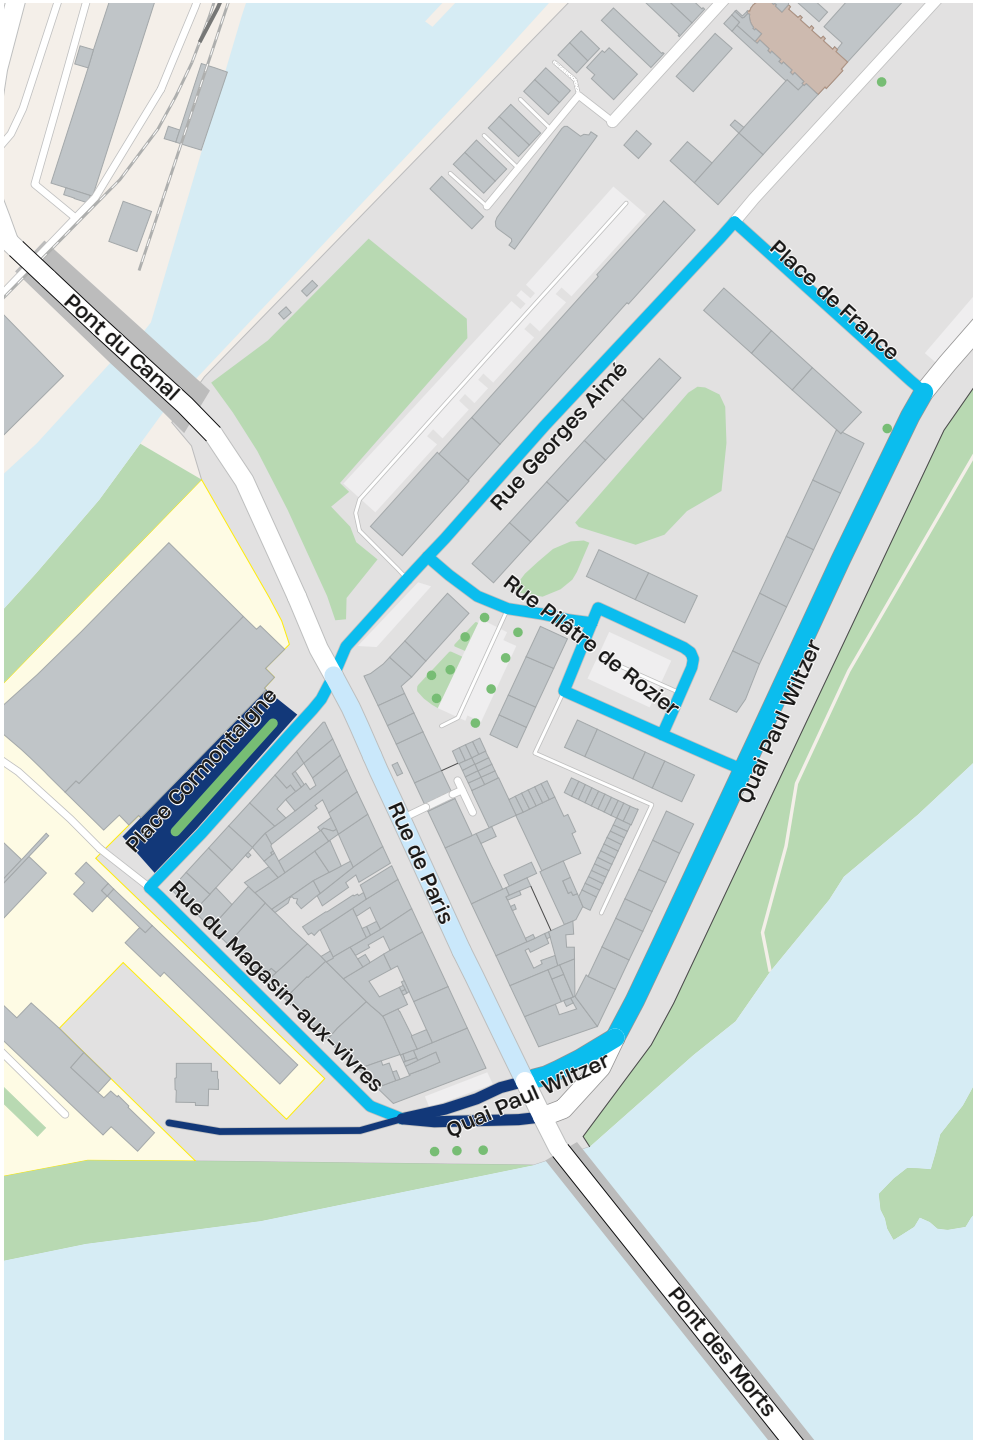 Place de France
Pont du Canal
Rue Georges Aimé
Rue Pilâtre de Rozier
Quai Paul Wiltzer
Place Cormontaigne
Rue de Paris
Rue du Magasin-aux-vivres
Quai Paul Wiltzer
Pont des Morts